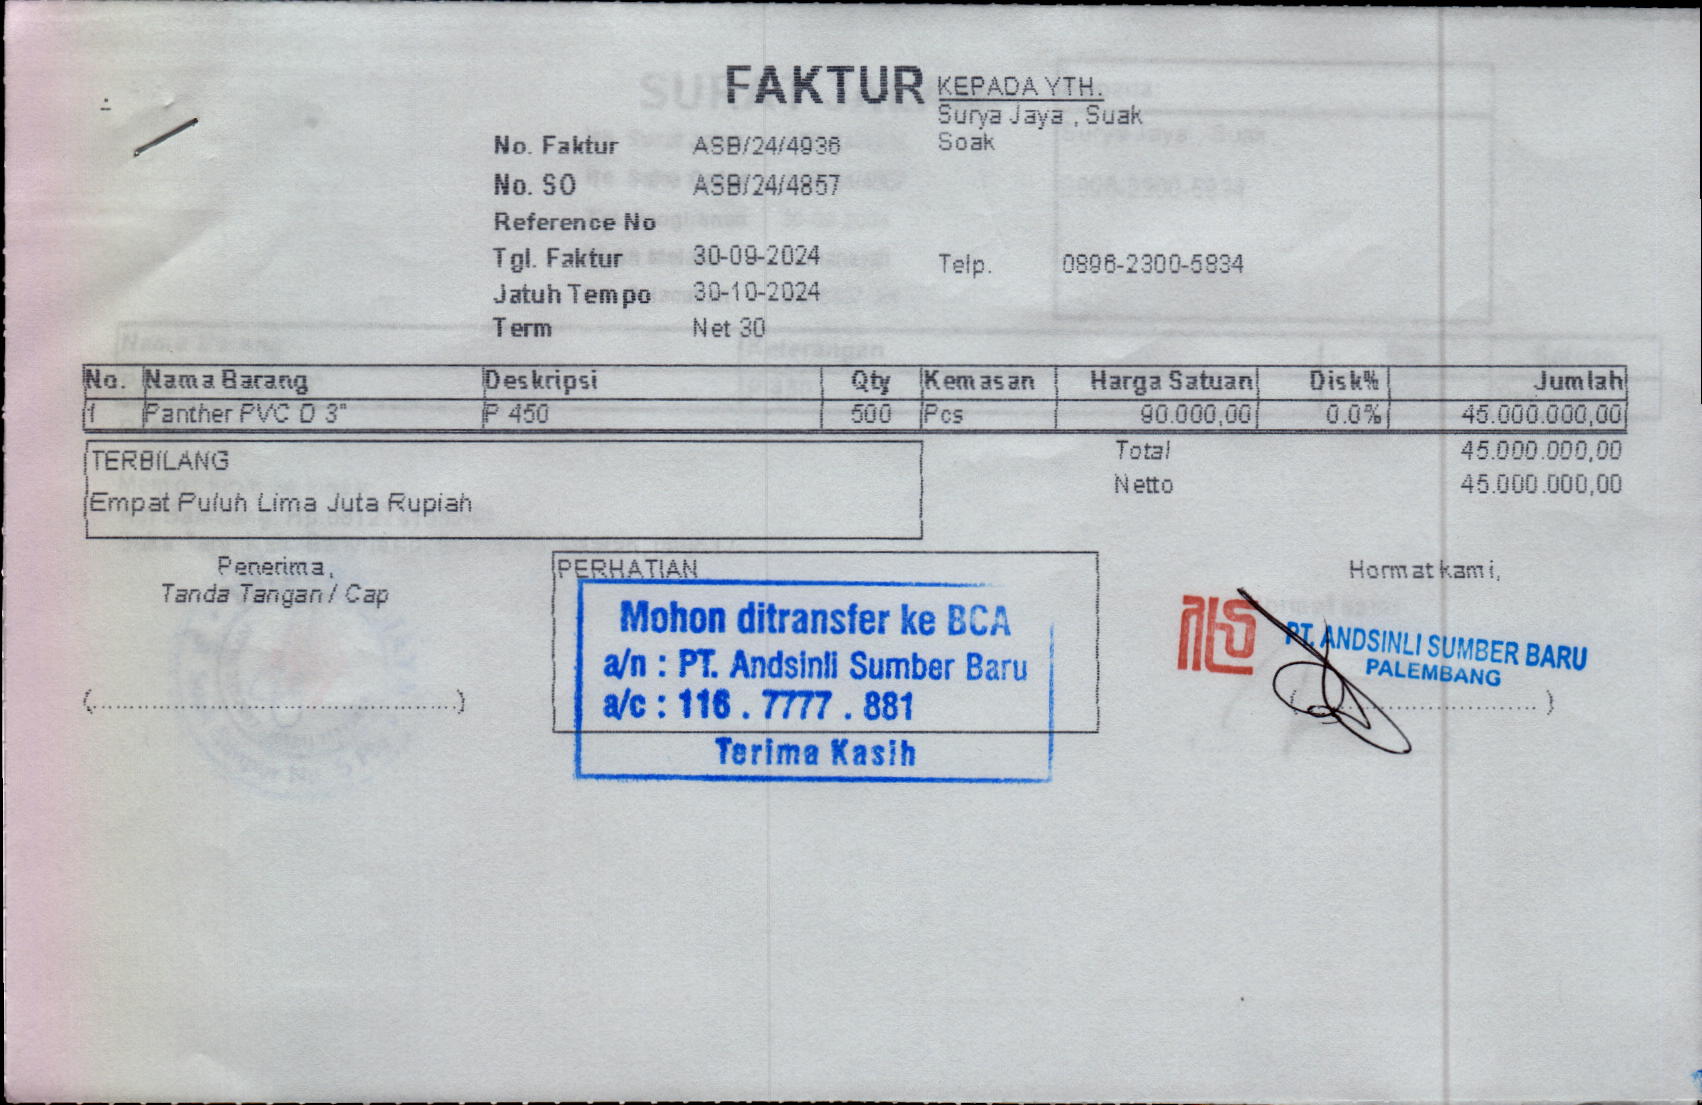 FAKTUR
KEPADA YTH.
Surya Jaya , Suak
Soak
No. Faktur ASB/24/4936
No. SO ASB/24/4857
Reference No
Tgl. Faktur 30-09-2024
Telp. 0896-2300-5834
Jatuh Tempo 30-10-2024
Term Net 30
No. Nama Barang Deskripsi Qty Kemasan Harga Satuan Disk% Jumlah
1 Panther PVC D 3" P 450 500 Pcs 90.000,00 0.0% 45.000.000,00
Total 45.000.000,00
Netto 45.000.000,00
TERBILANG
Empat Puluh Lima Juta Rupiah
Penerima,
Tanda Tangan / Cap
PERHATIAN
Mohon ditransfer ke BCA
a/n : PT. Andsinli Sumber Baru
a/c : 116 . 7777 . 881
Terima Kasih
Hormat kami,
PT. ANDSINLI SUMBER BARU
PALEMBANG